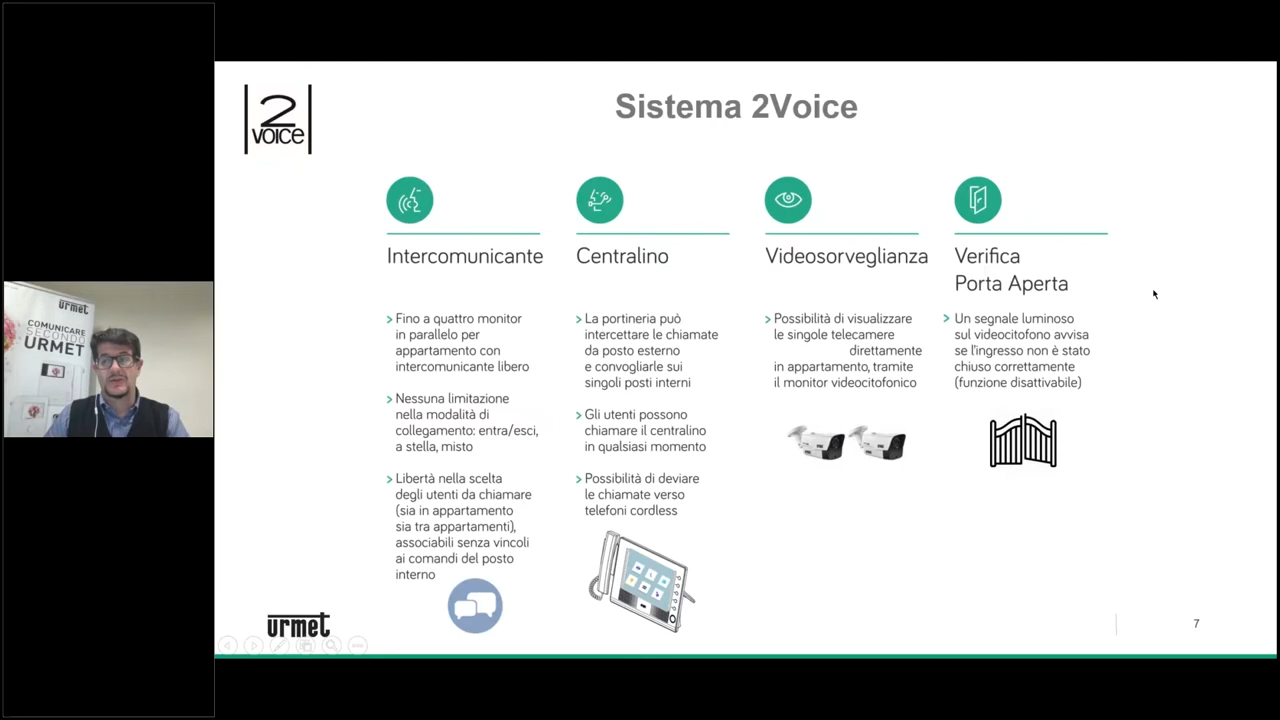 2
VOICE
Sistema 2Voice
Intercomunicante
› Fino a quattro monitor
in parallelo per
appartamento con
intercomunicante libero
› Nessuna limitazione
nella modalità di
collegamento: entra/esci,
a stella, misto
› Libertà nella scelta
degli utenti da chiamare
(sia in appartamento
sia tra appartamenti),
associabili senza vincoli
ai comandi del posto
interno
Centralino
› La portineria può
intercettare le chiamate
da posto esterno
e convogliarle sui
singoli posti interni
› Gli utenti possono
chiamare il centralino
in qualsiasi momento
› Possibilità di deviare
le chiamate verso
telefoni cordless
Videosorveglianza
› Possibilità di visualizzare
le singole telecamere
direttamente
in appartamento, tramite
il monitor videocitofonico
Verifica
Porta Aperta
› Un segnale luminoso
sul videocitofono avvisa
se l'ingresso non è stato
chiuso correttamente
(funzione disattivabile)
urmet
COMUNICARE
SECONDO
URMET
urmet
7